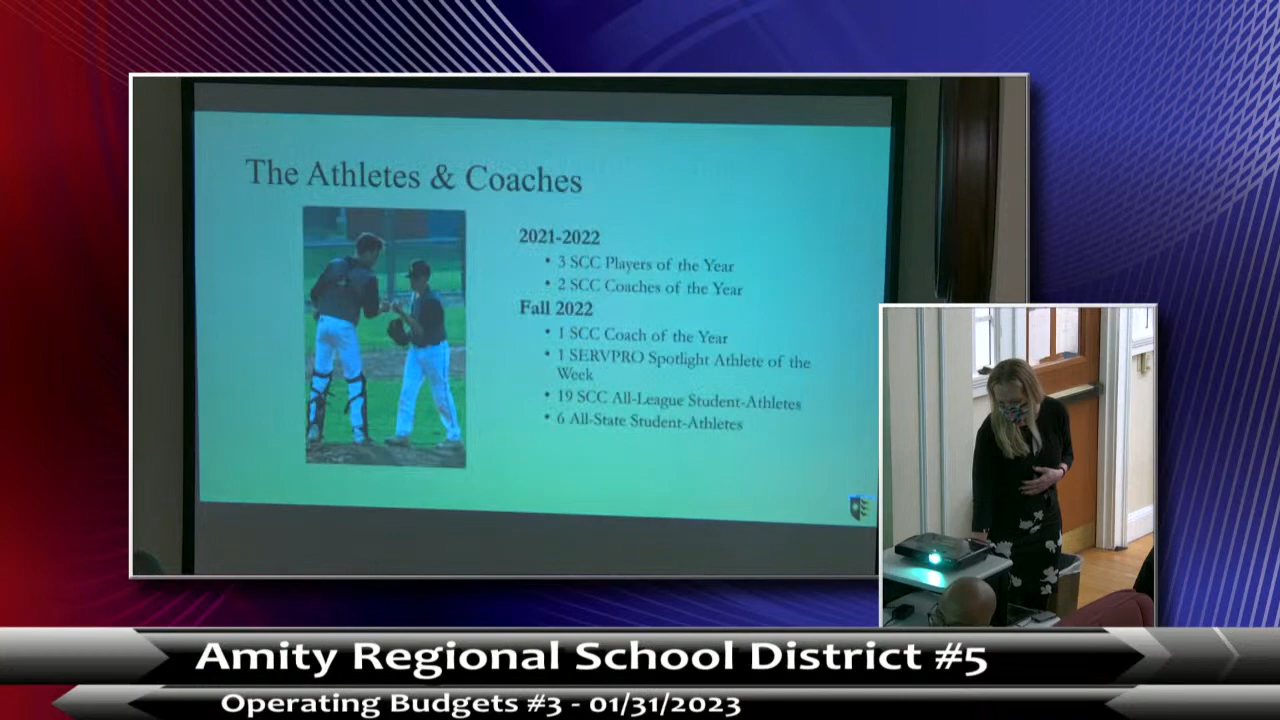 The Athletes & Coaches
2021-2022
• 3 SCC Players of the Year
• 2 SCC Coaches of the Year
Fall 2022
• 1 SCC Coach of the Year
• 1 SERVPRO Spotlight Athlete of the
Week
• 19 SCC All-League Student-Athletes
• 6 All-State Student-Athletes
Amity Regional School District #5
Operating Budgets #3 - 01/31/2023